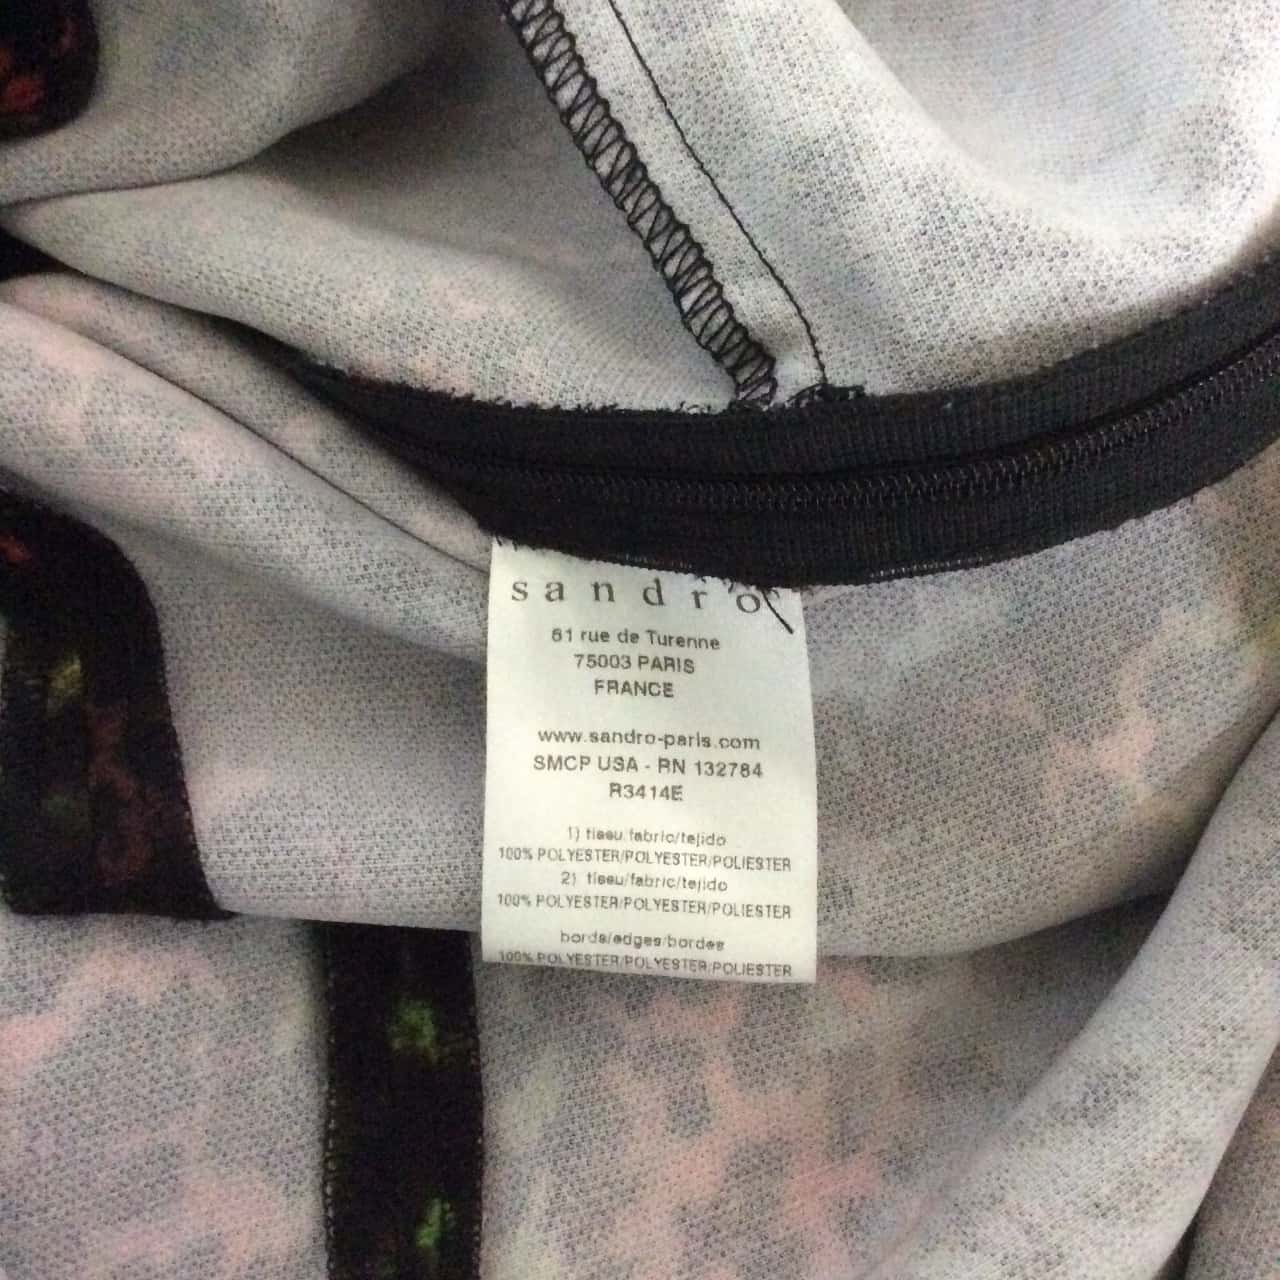 sandro
61 rue de Turenne
75003 PARIS
FRANCE
www.sandro-paris.com
SMCP USA - RN 132784
R3414E
1) tissu/fabric/tejido
100% POLYESTER/POLYESTER/POLIESTER
2) tissu/fabric/tejido
100% POLYESTER/POLYESTER/POLIESTER
bords/edges/bordes
100% POLYESTER/POLYESTER/POLIESTER